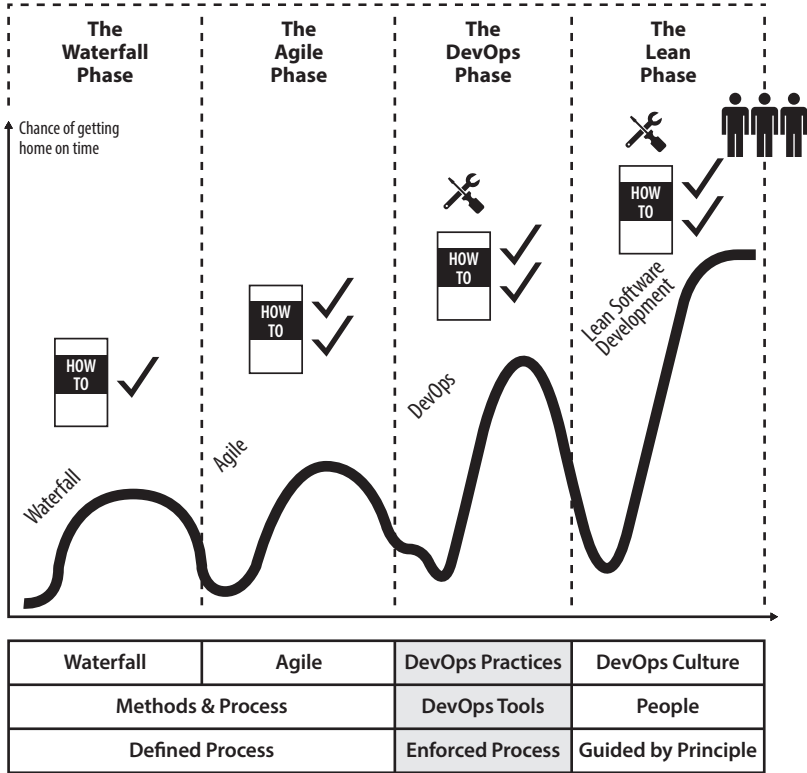 The
Waterfall
Phase
The
Agile
Phase
The
DevOps
Phase
The
Lean
Phase
Chance of getting
home on time
HOW
TO
HOW
TO
HOW
TO
HOW
TO
Waterfall
Agile
DevOps
Lean Software
Development
Waterfall
Agile
DevOps Practices
DevOps Culture
Methods & Process
DevOps Tools
People
Defined Process
Enforced Process
Guided by Principle